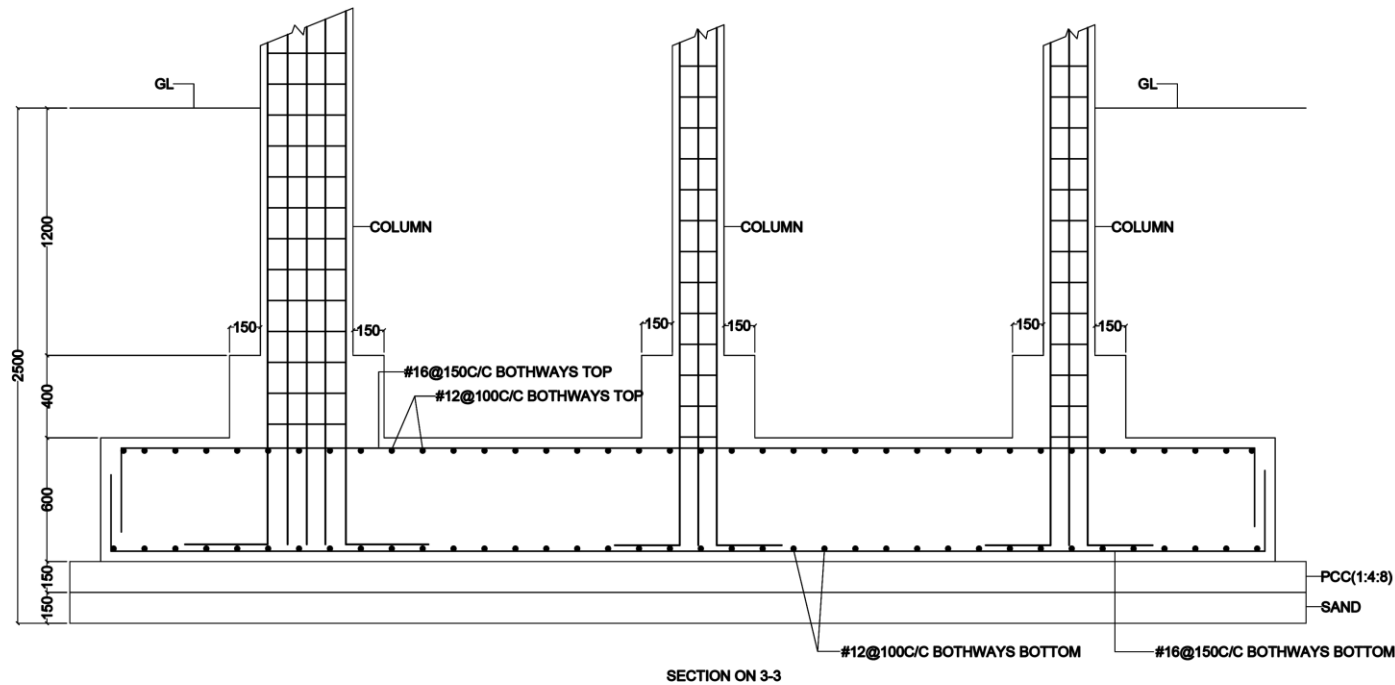 GL
GL
1200
COLUMN
COLUMN
COLUMN
150
150
150
150
150
150
2500
400
#16@150C/C BOTHWAYS TOP
#12@100C/C BOTHWAYS TOP
600
150
PCC(1:4:8)
150
SAND
#12@100C/C BOTHWAYS BOTTOM
#16@150C/C BOTHWAYS BOTTOM
SECTION ON 3-3